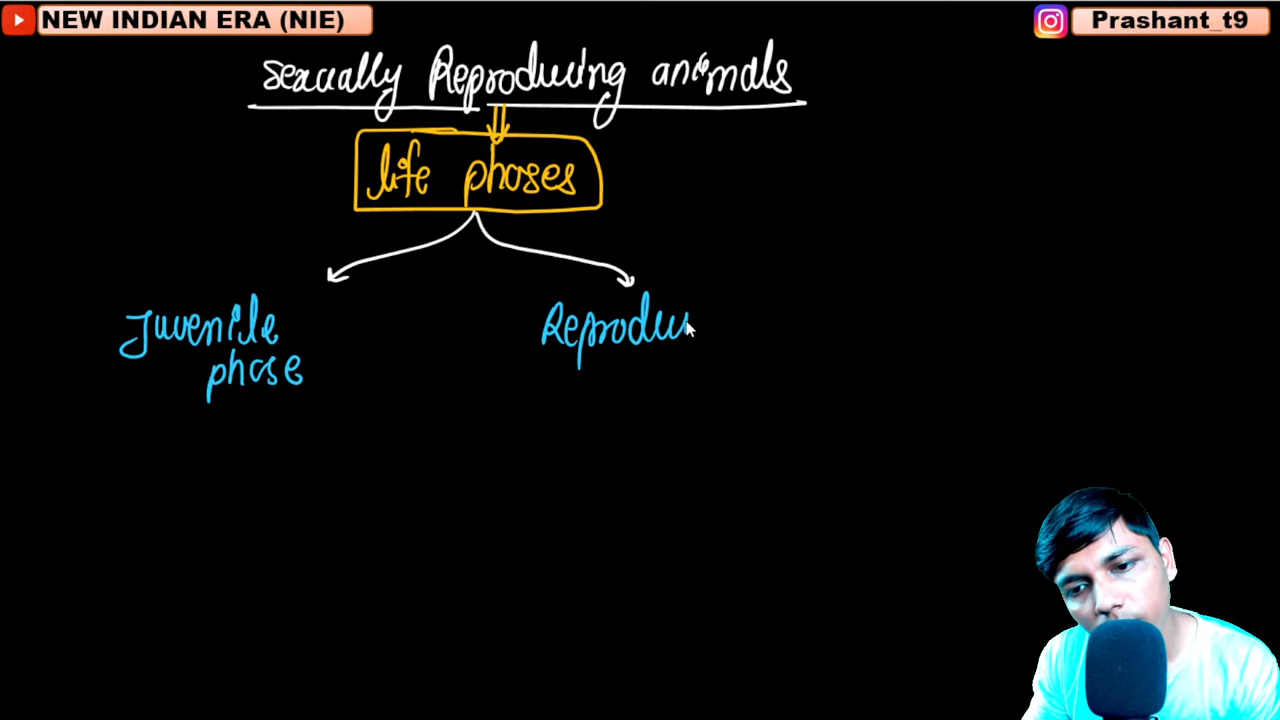 NEW INDIAN ERA (NIE)
Prashant_t9
sexually Reproducing animals
life phases
Juvenile
phase
Reprodu